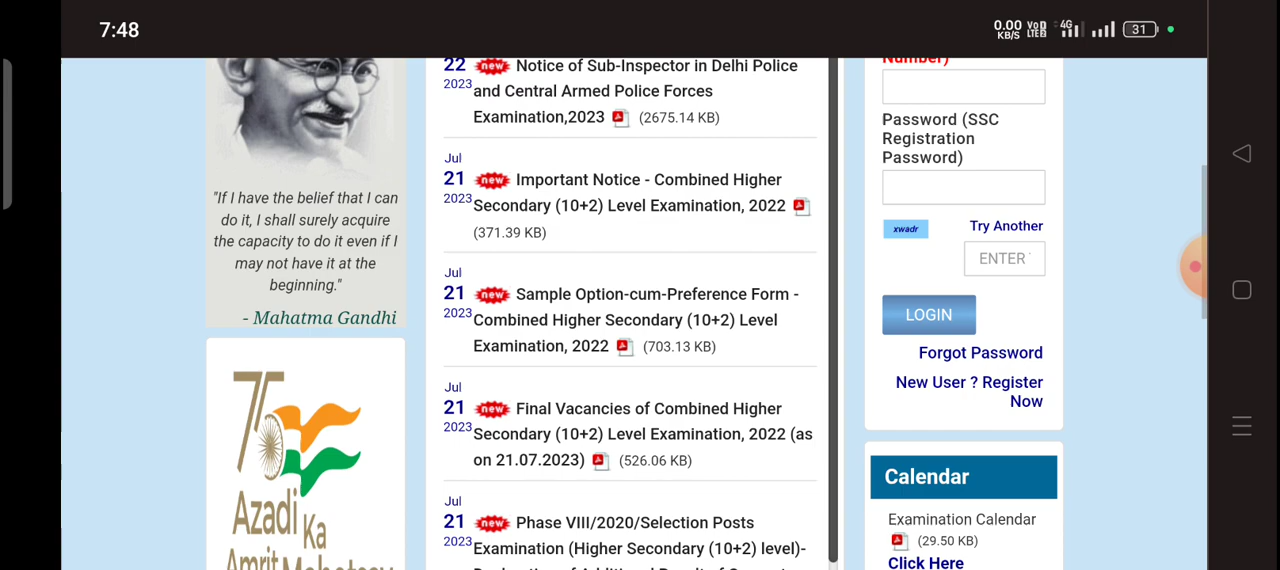 7:48
0.00
KB/S
Vo
LTE 2
4G
31
"If I have the belief that I can
do it, I shall surely acquire
the capacity to do it even if I
may not have it at the
beginning."
- Mahatma Gandhi
Azadi
Ka
Amrit Mahotsav
22
2023
new Notice of Sub-Inspector in Delhi Police
and Central Armed Police Forces
Examination,2023 (2675.14 KB)
Jul
21
2023
new Important Notice - Combined Higher
Secondary (10+2) Level Examination, 2022
(371.39 KB)
Jul
21
2023
new Sample Option-cum-Preference Form -
Combined Higher Secondary (10+2) Level
Examination, 2022 (703.13 KB)
Jul
21
2023
new Final Vacancies of Combined Higher
Secondary (10+2) Level Examination, 2022 (as
on 21.07.2023) (526.06 KB)
Jul
21
2023
new Phase VIII/2020/Selection Posts
Examination (Higher Secondary (10+2) level)-
Number)
Password (SSC
Registration
Password)
xwadr
Try Another
ENTER
LOGIN
Forgot Password
New User ? Register
Now
Calendar
Examination Calendar
(29.50 KB)
Click Here